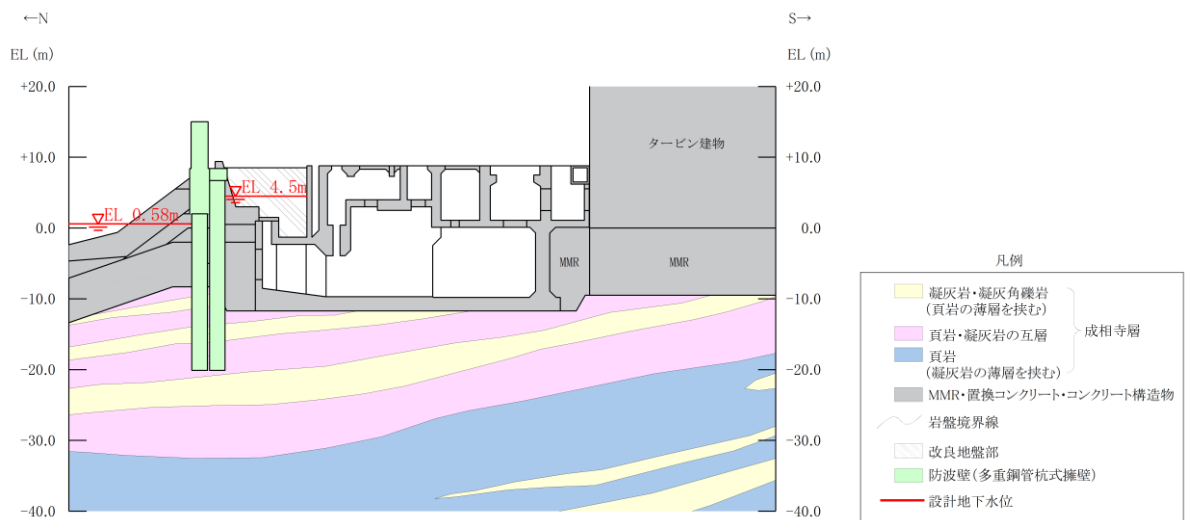 ←N
S→
EL (m)
EL (m)
+20.0
+20.0
+10.0
+10.0
0.0
0.0
-10.0
-10.0
-20.0
-20.0
-30.0
-30.0
-40.0
-40.0
タービン建物
EL 4.5m
EL 0.58m
MMR
MMR
凡例
凝灰岩・凝灰角礫岩
(頁岩の薄層を挟む)
頁岩・凝灰岩の互層
成相寺層
頁岩
(凝灰岩の薄層を挟む)
MMR・置換コンクリート・コンクリート構造物
岩盤境界線
改良地盤部
防波壁(多重鋼管杭式擁壁)
設計地下水位